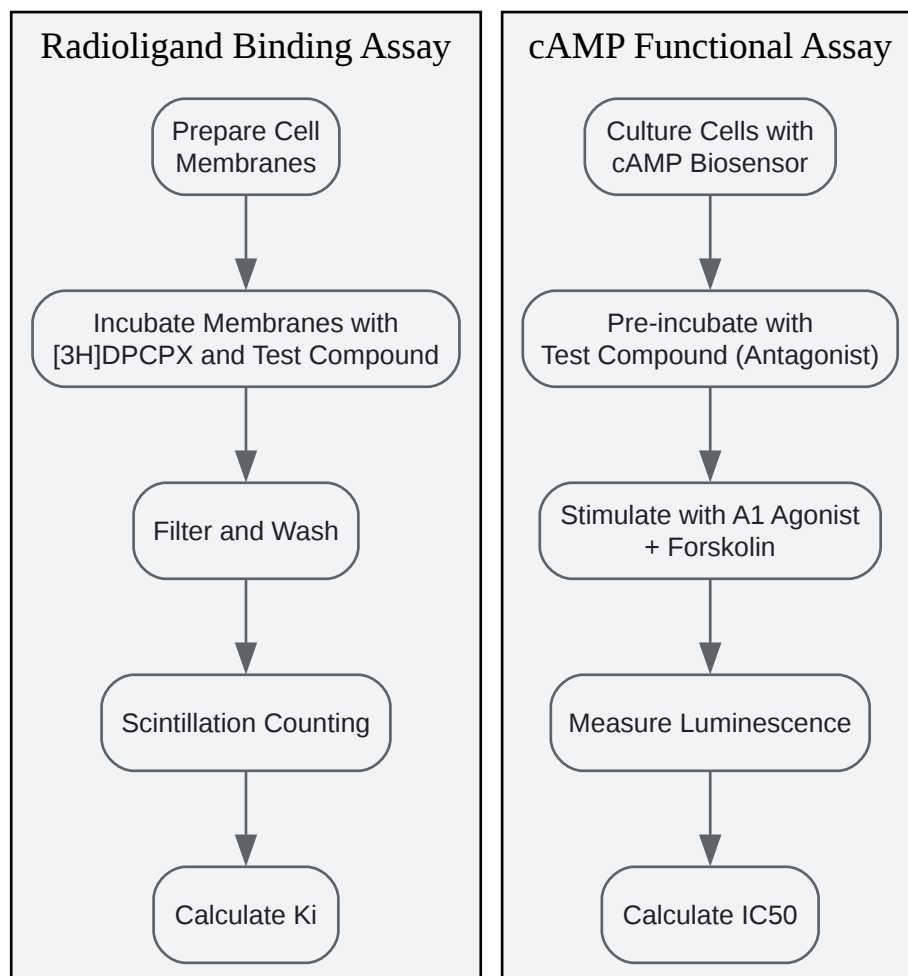 Radioligand Binding Assay
Prepare Cell
Membranes
Incubate Membranes with
[3H]DPCPX and Test Compound
Filter and Wash
Scintillation Counting
Calculate Ki
cAMP Functional Assay
Culture Cells with
cAMP Biosensor
Pre-incubate with
Test Compound (Antagonist)
Stimulate with A1 Agonist
+ Forskolin
Measure Luminescence
Calculate IC50